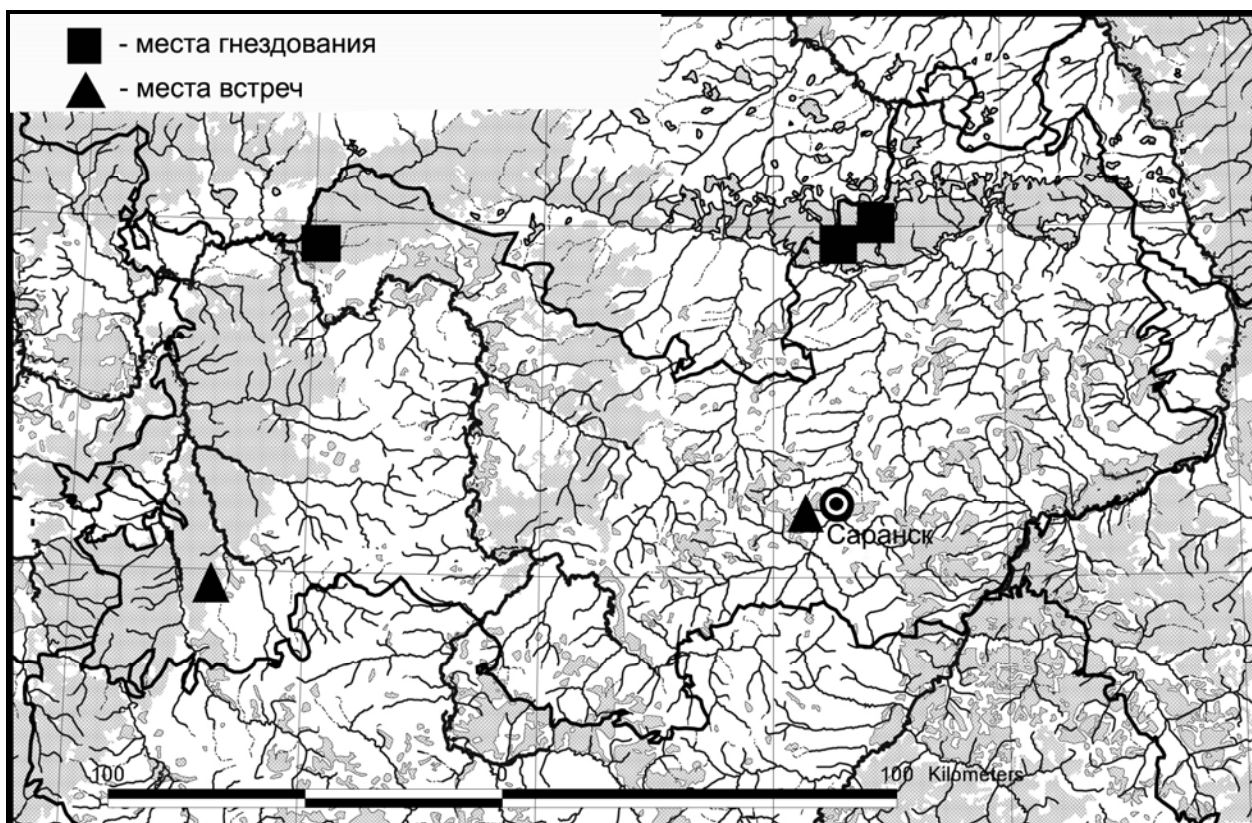 - места гнездования
- места встреч
Саранск
100 0 100 Kilometers